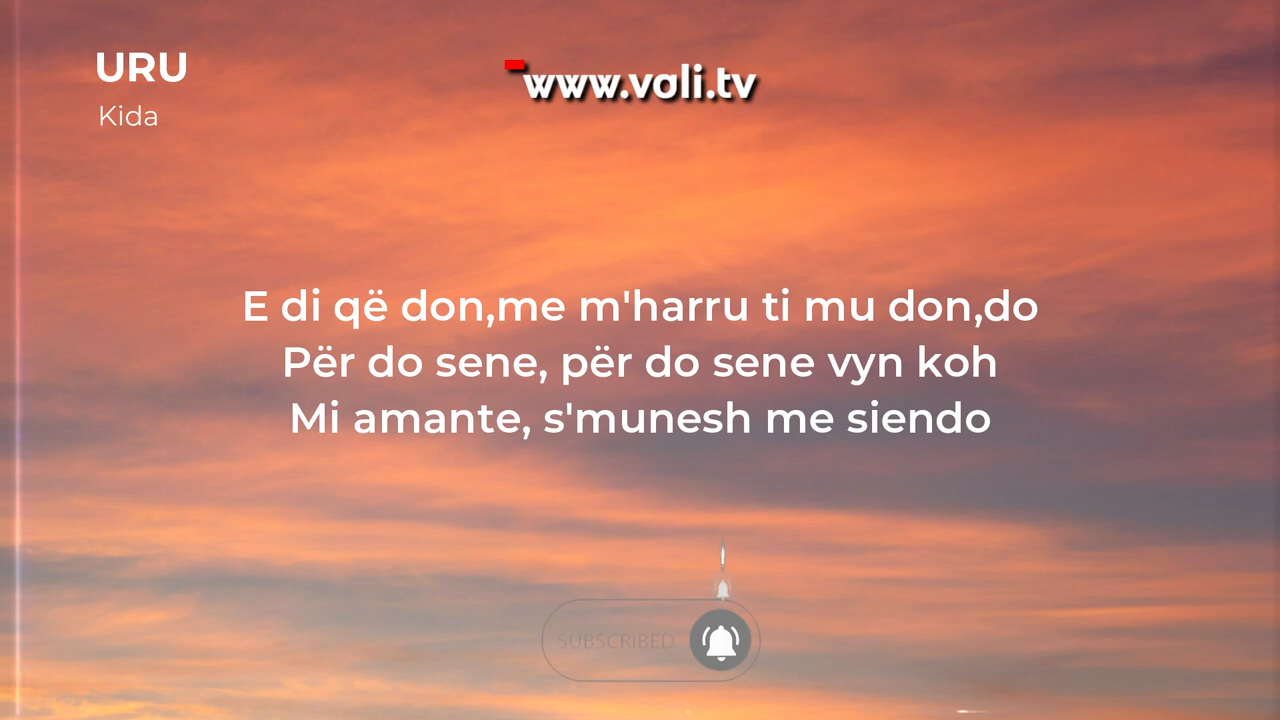 URU
Kida
www.vali.tv
E di që don,me m'harru ti mu don,do
Për do sene, për do sene vyn koh
Mi amante, s'munesh me siendo
SUBSCRIBED